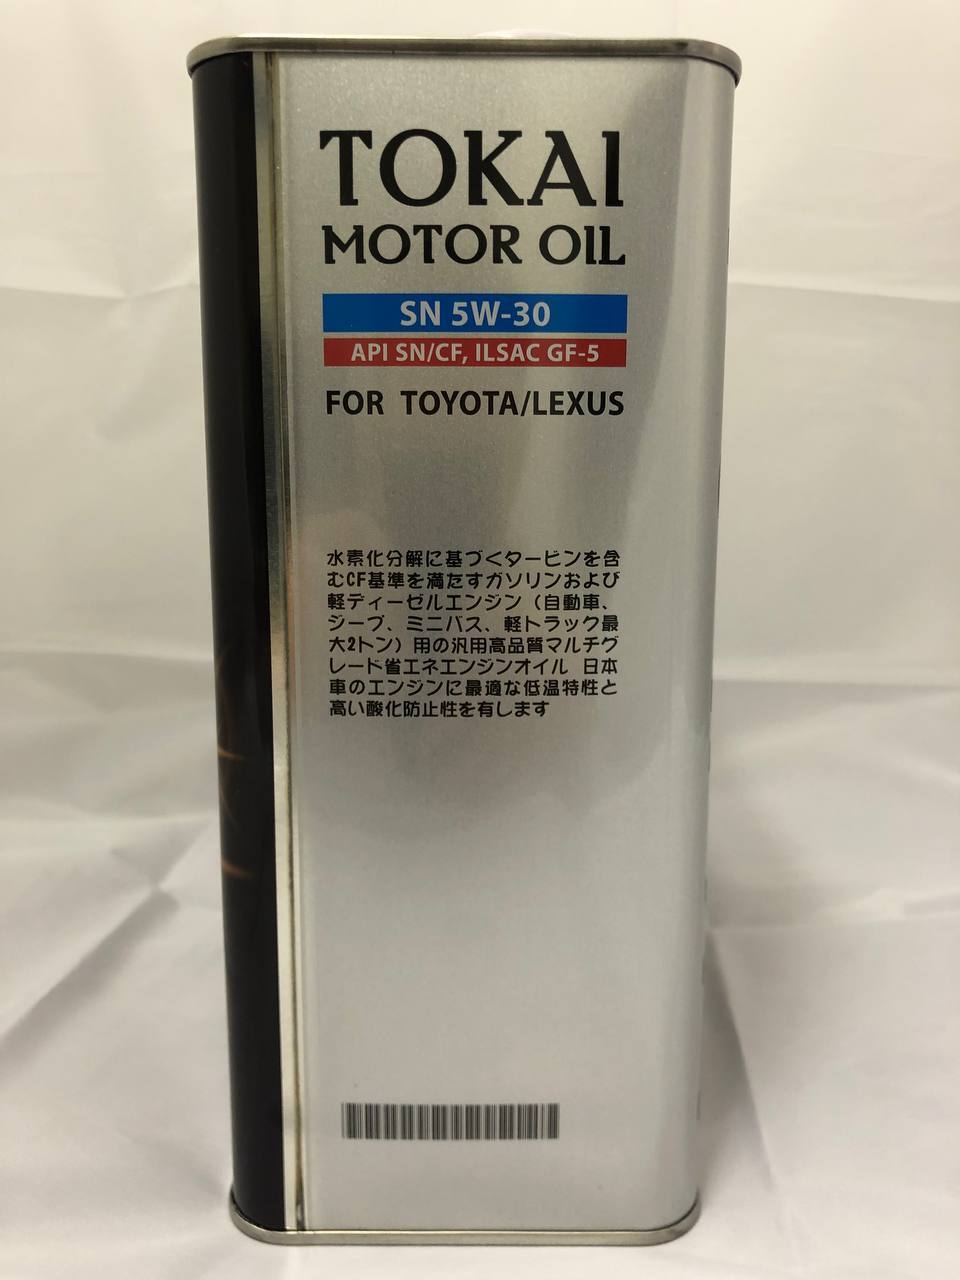 TOKAI
MOTOR OIL
SN 5W-30
API SN/CF, ILSAC GF-5
FOR TOYOTA/LEXUS
水素化分解に基づくタービンを含
むCF基準を満たすガソリンおよび
軽ディーゼルエンジン（自動車、
ジープ、ミニバス、軽トラック最
大2トン）用の汎用高品質マルチグ
レード省エネエンジンオイル 日本
車のエンジンに最適な低温特性と
高い酸化防止性を有します